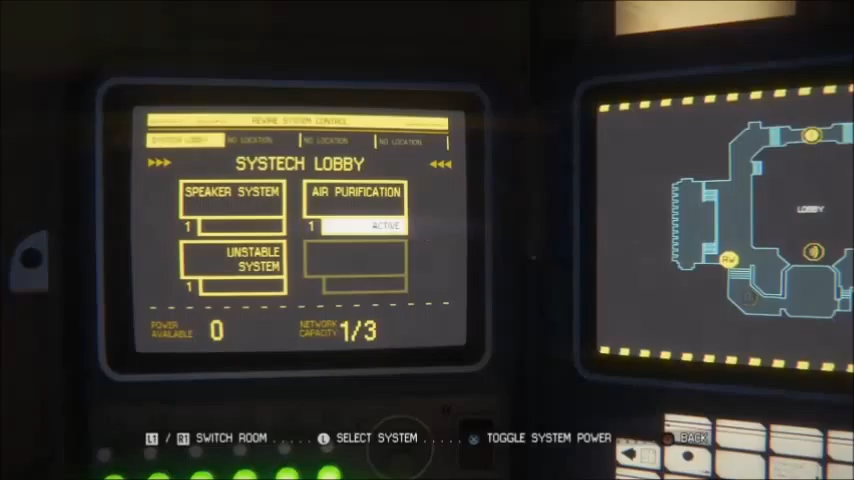 REWIRE SYSTEM CONTROL
SYSTECH LOBBY NO LOCATION NO LOCATION NO LOCATION
SYSTECH LOBBY
SPEAKER SYSTEM
1
AIR PURIFICATION
1 ACTIVE
UNSTABLE
SYSTEM
1
POWER
AVAILABLE 0
NETWORK
CAPACITY 1/3
LOBBY
RW
L1 / R1 SWITCH ROOM ..... L SELECT SYSTEM ..... X TOGGLE SYSTEM POWER ..... BACK